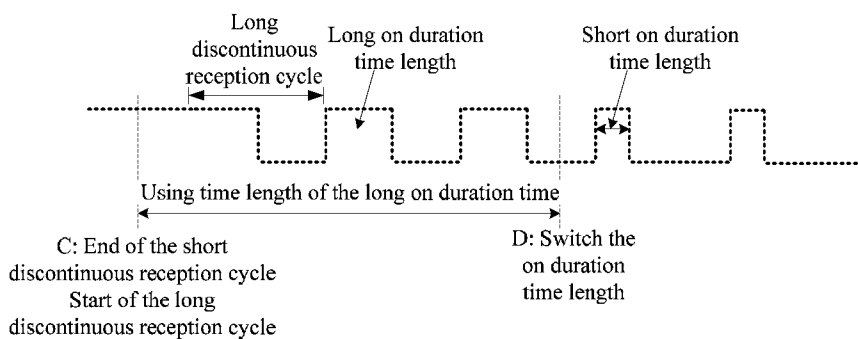 Long
discontinuous
reception cycle
Long on duration
time length
Short on duration
time length
Using time length of the long on duration time
C: End of the short
discontinuous reception cycle
Start of the long
discontinuous reception cycle
D: Switch the
on duration
time length